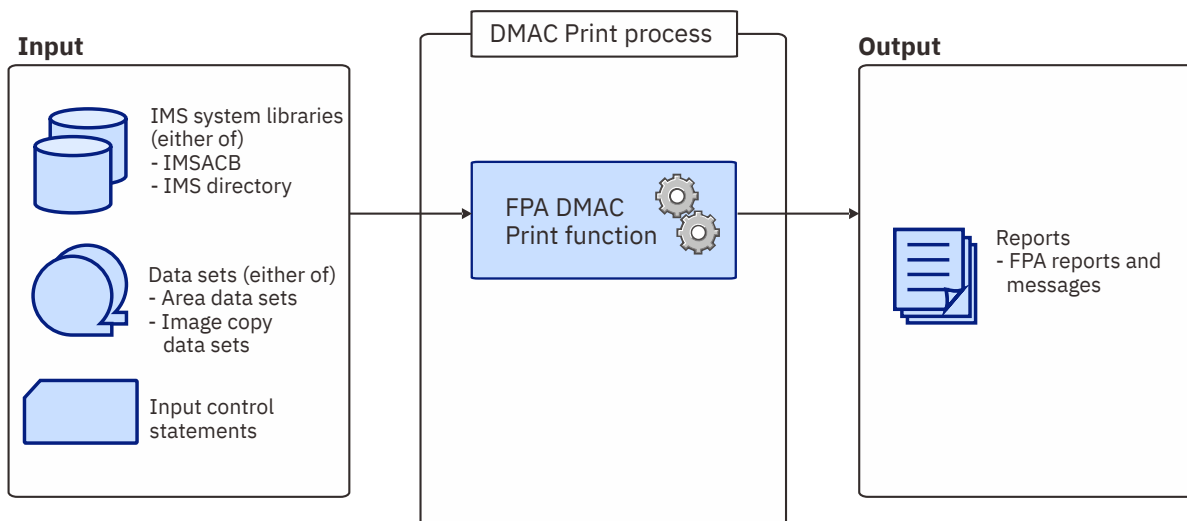 Input
IMS system libraries
(either of)
- IMSACB
- IMS directory
Data sets (either of)
- Area data sets
- Image copy
data sets
Input control
statements
DMAC Print process
FPA DMAC
Print function
Output
Reports
- FPA reports and
messages